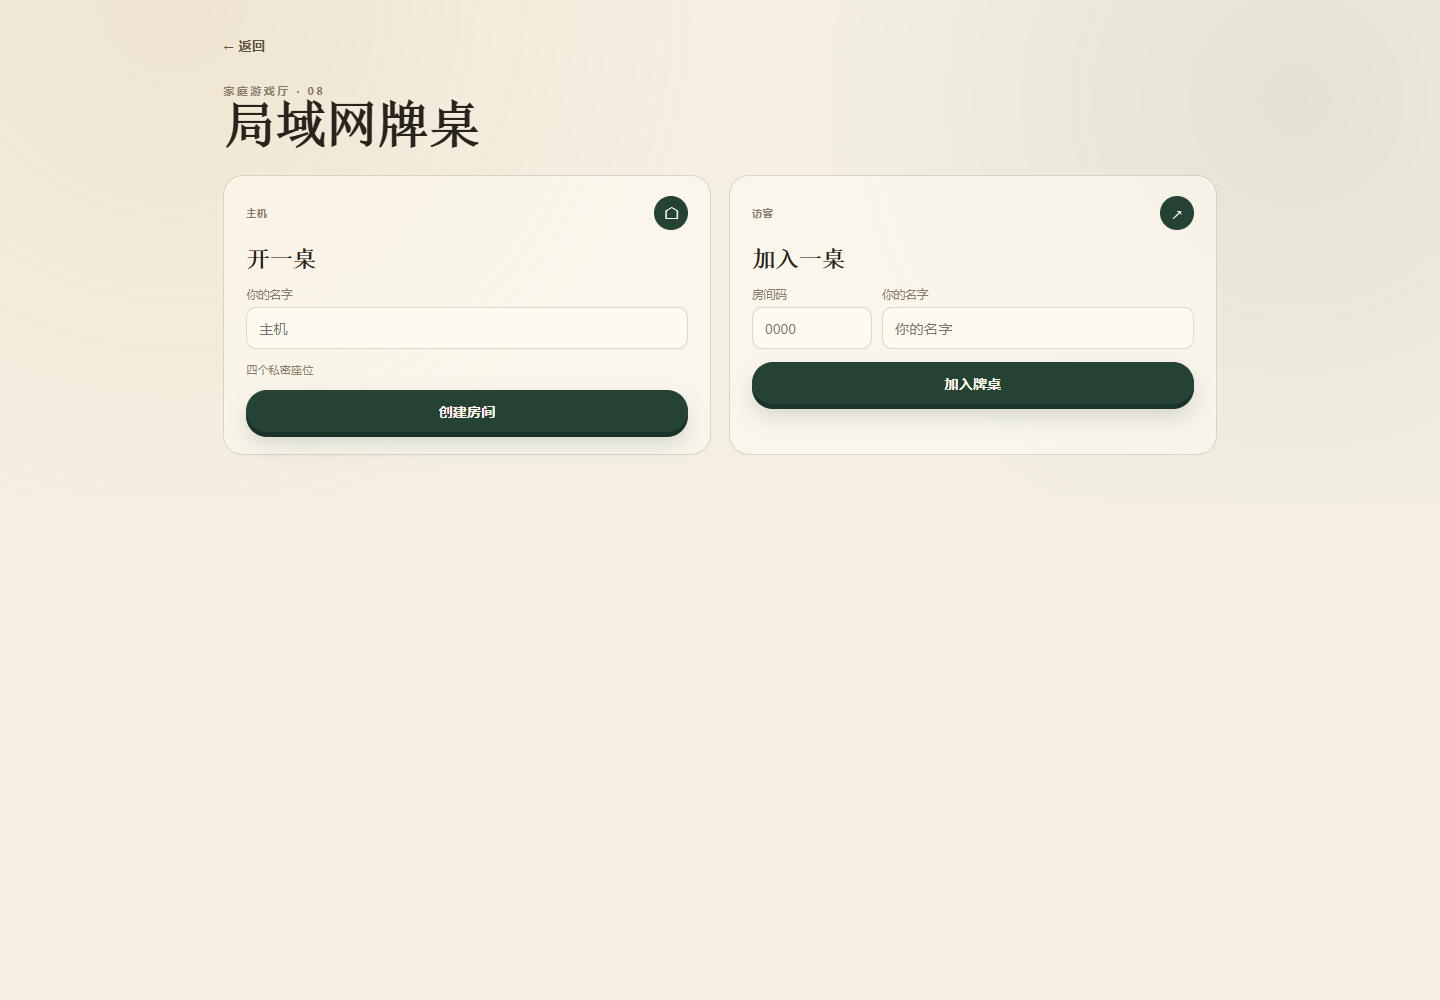 ← 返回
家庭游戏厅 · 08
局域网牌桌
主机
开一桌
你的名字
主机
四个私密座位
创建房间
访客
↗
加入一桌
房间码 你的名字
0000 你的名字
加入牌桌